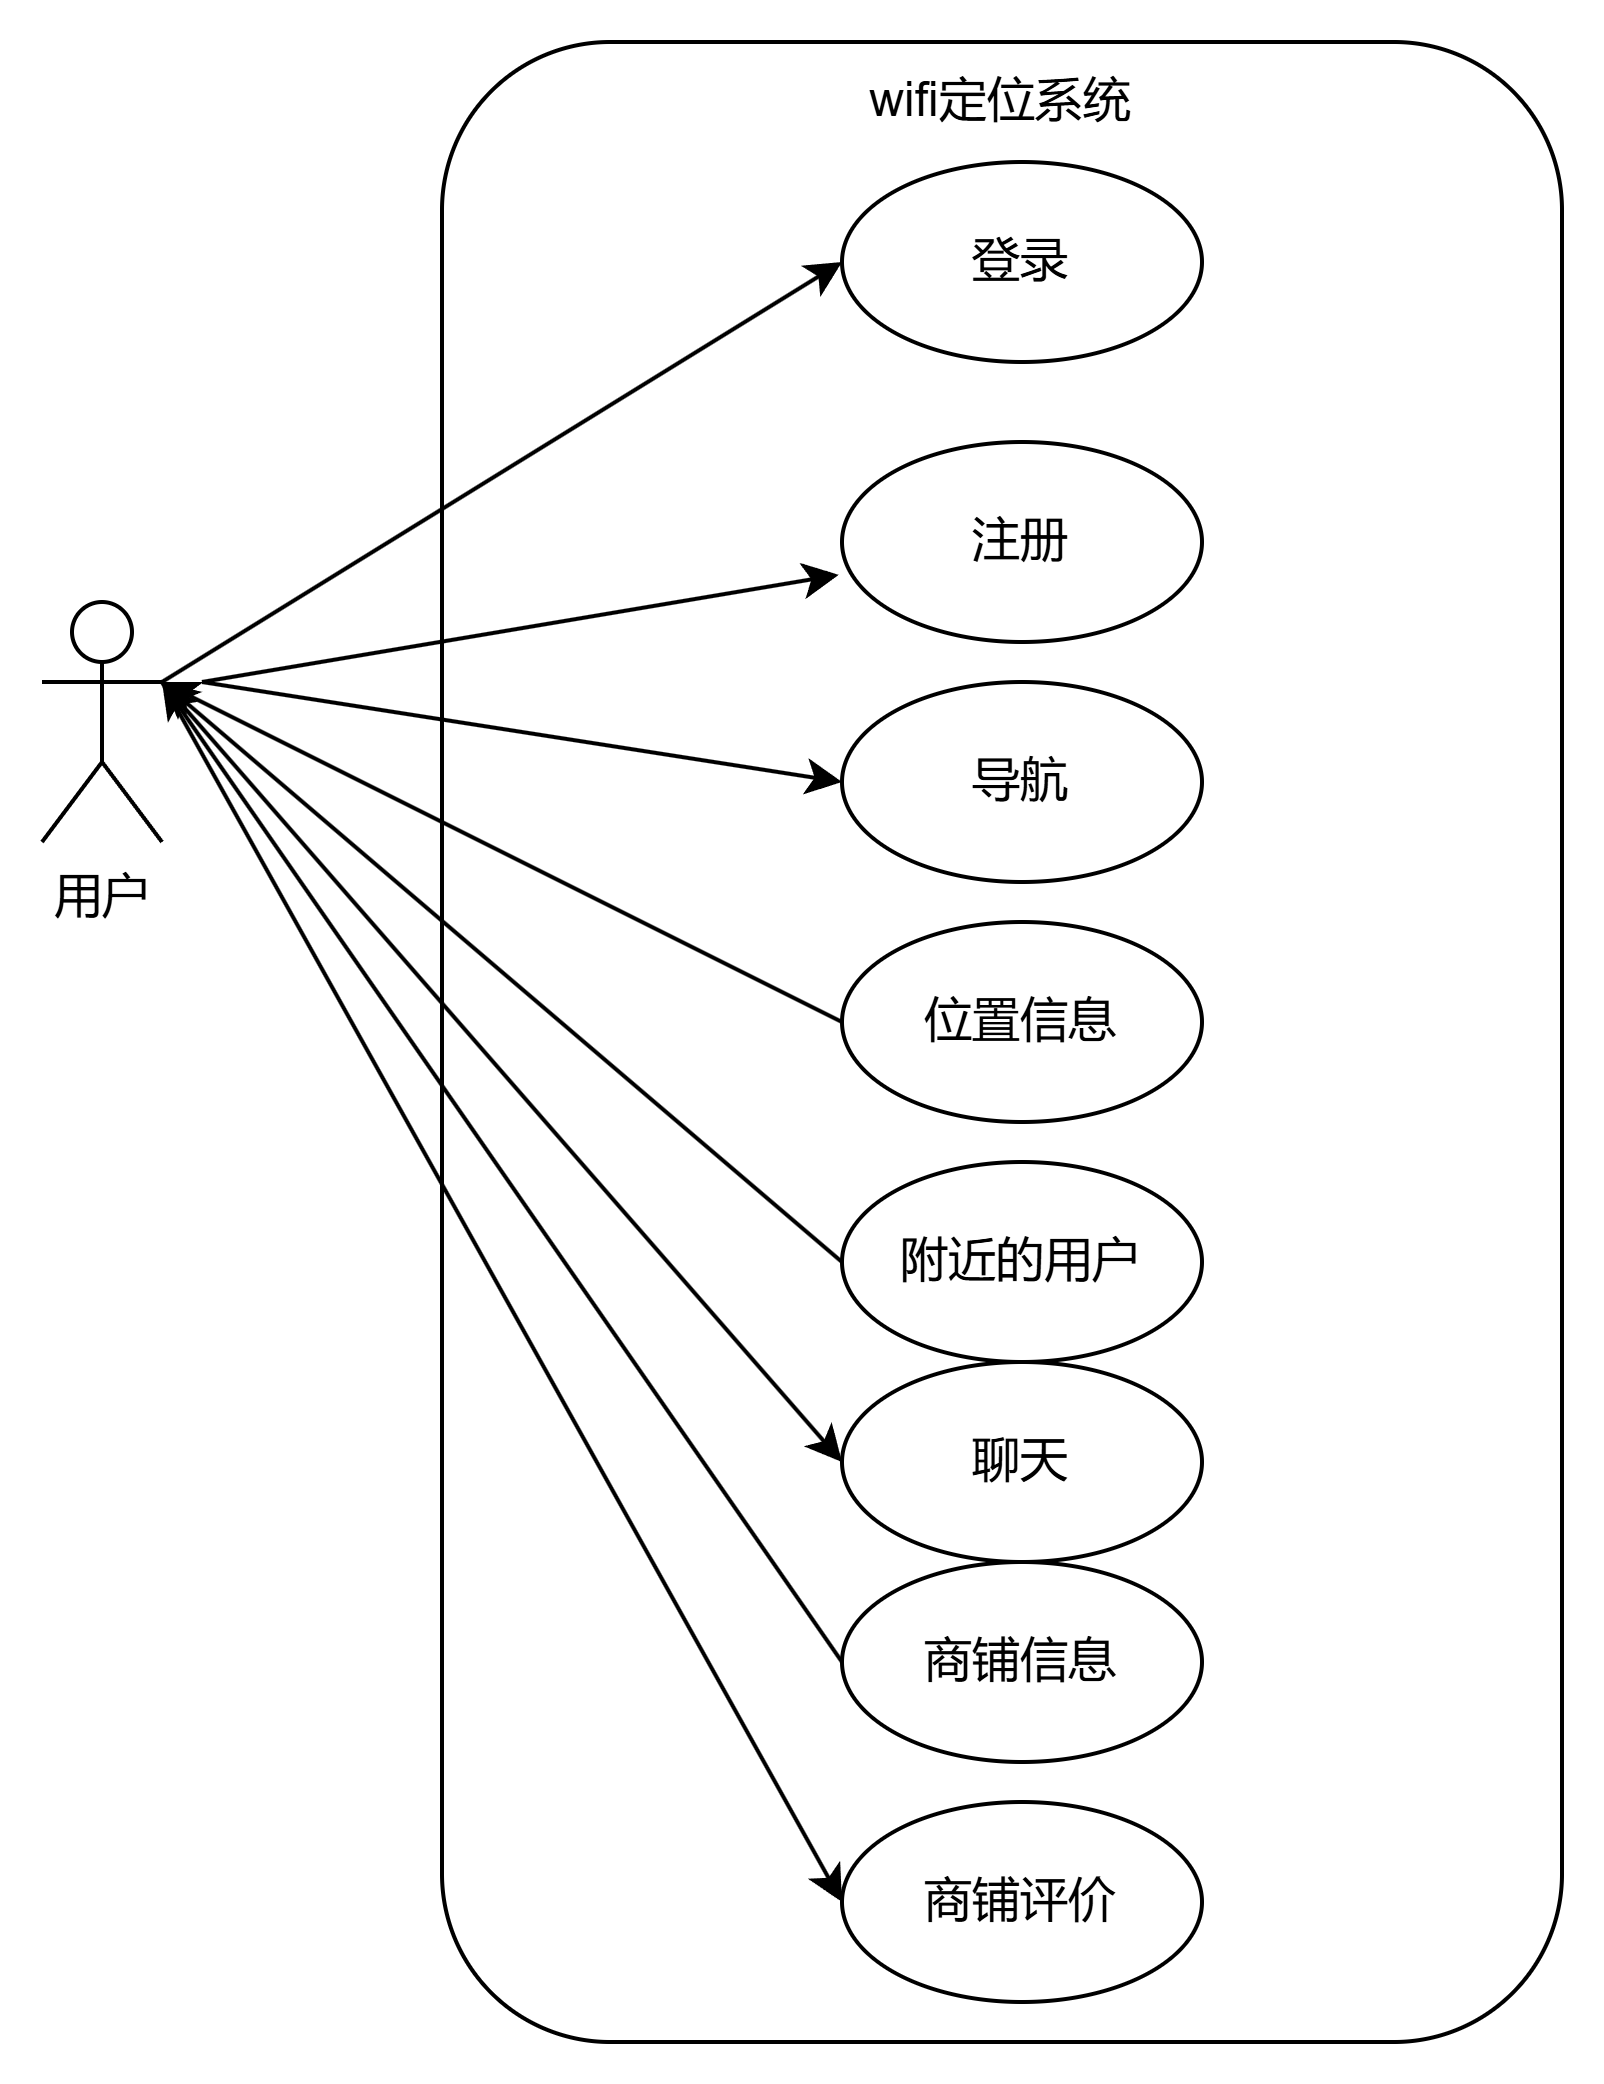 wifi定位系统
登录
注册
导航
用户
位置信息
附近的用户
聊天
商铺信息
商铺评价